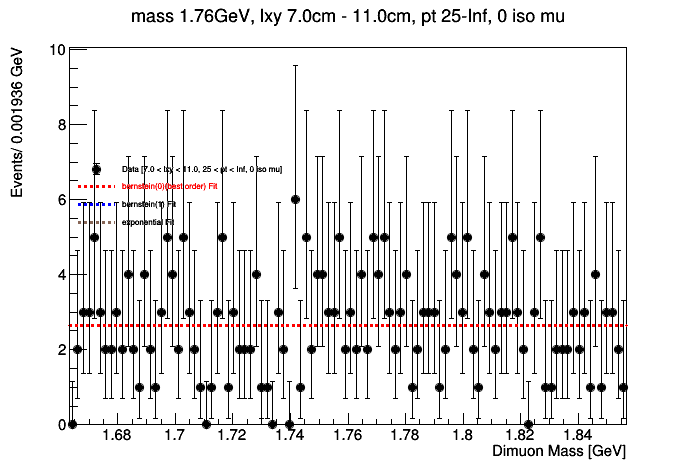 mass 1.76GeV, lxy 7.0cm - 11.0cm, pt 25-Inf, 0 iso mu
Events/ 0.001936 GeV
10
8
6
4
2
0
Data [7.0 < lxy < 11.0, 25 < pt < Inf, 0 iso mu]
bernstein(0)(best order) Fit
bernstein(1) Fit
exponential Fit
1.68 1.7 1.72 1.74 1.76 1.78 1.8 1.82 1.84
Dimuon Mass [GeV]